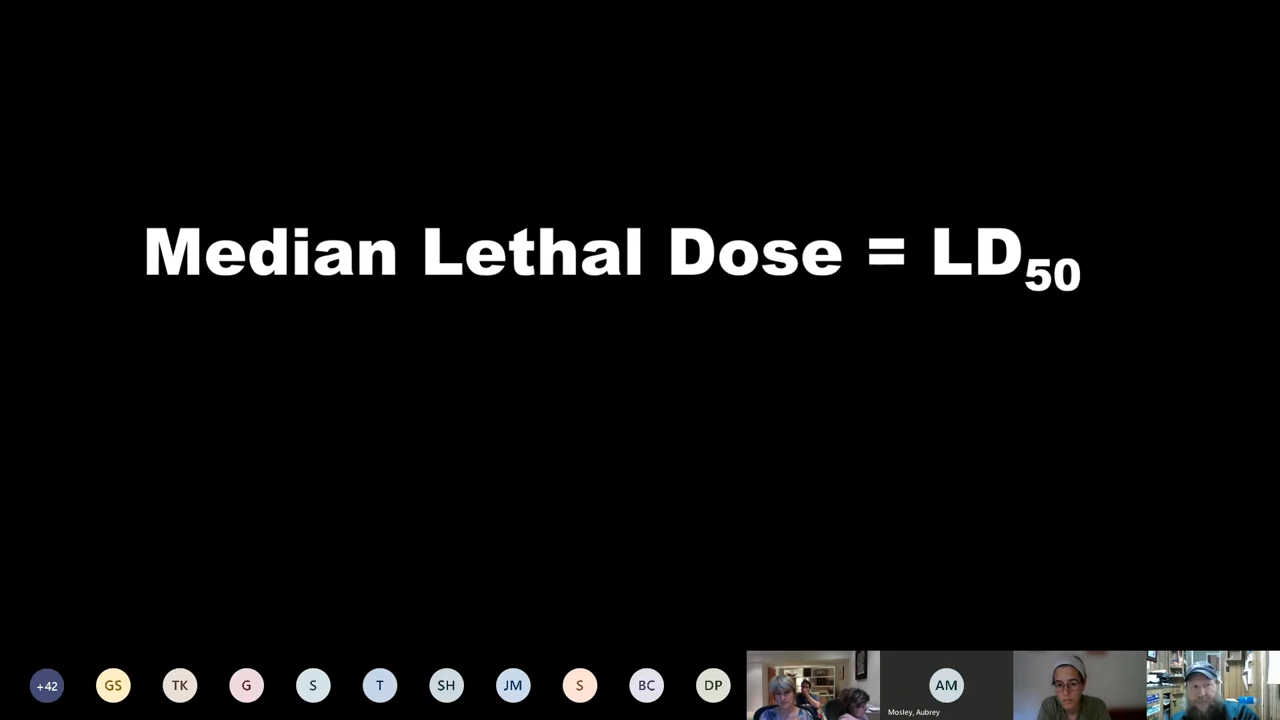 Median Lethal Dose = LD50
+42
GS
TK
G
S
T
SH
JM
S
BC
DP
AM
Mosley, Aubrey